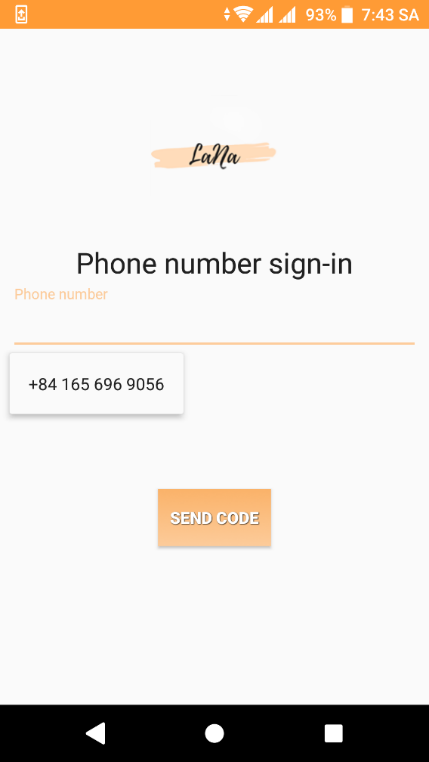 93% 7:43 SA
LaNa
Phone number sign-in
Phone number
+84 165 696 9056
SEND CODE